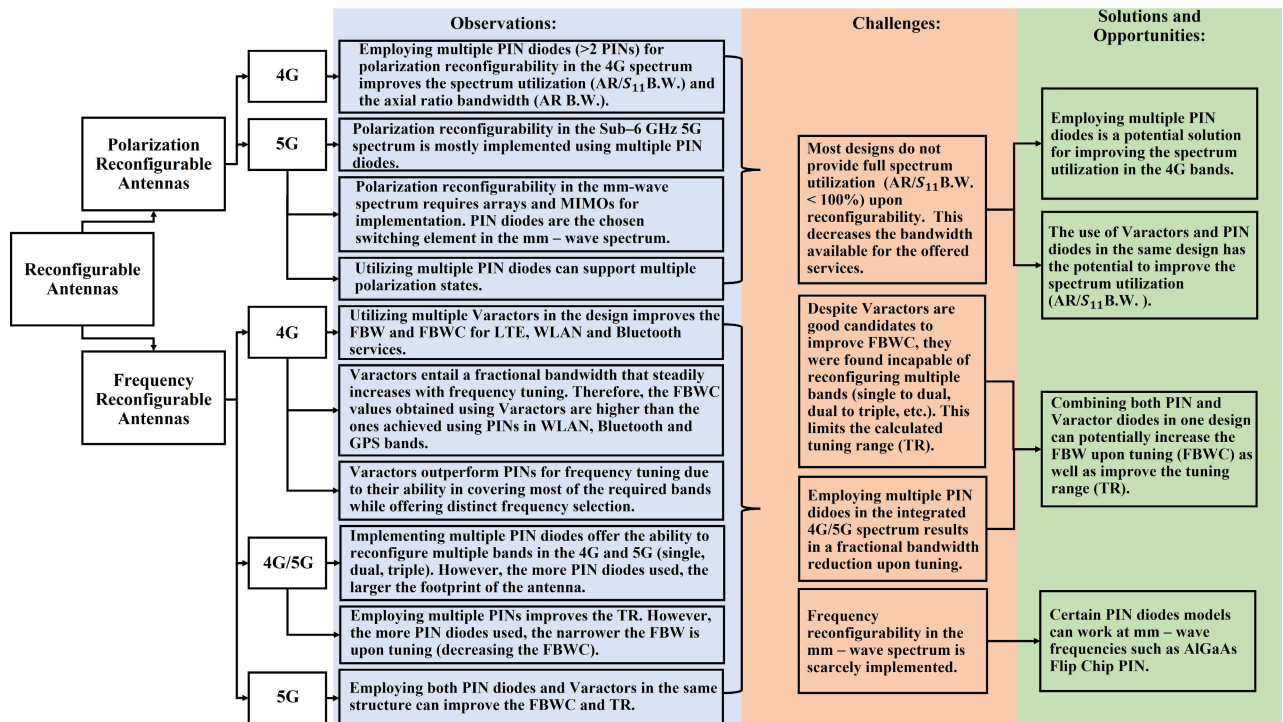 Observations:
Challenges:
Solutions and
Opportunities:
Reconfigurable
Antennas
Polarization
Reconfigurable
Antennas
4G
Employing multiple PIN diodes (>2 PINs) for
polarization reconfigurability in the 4G spectrum
improves the spectrum utilization (AR/S₁₁B.W.) and
the axial ratio bandwidth (AR B.W.).
5G
Polarization reconfigurability in the Sub–6 GHz 5G
spectrum is mostly implemented using multiple PIN
diodes.
Polarization reconfigurability in the mm-wave
spectrum requires arrays and MIMOs for
implementation. PIN diodes are the chosen
switching element in the mm – wave spectrum.
Utilizing multiple PIN diodes can support multiple
polarization states.
Frequency
Reconfigurable
Antennas
4G
Utilizing multiple Varactors in the design improves the
FBW and FBWC for LTE, WLAN and Bluetooth
services.
Varactors entail a fractional bandwidth that steadily
increases with frequency tuning. Therefore, the FBWC
values obtained using Varactors are higher than the
ones achieved using PINs in WLAN, Bluetooth and
GPS bands.
Varactors outperform PINs for frequency tuning due
to their ability in covering most of the required bands
while offering distinct frequency selection.
4G/5G
Implementing multiple PIN diodes offer the ability to
reconfigure multiple bands in the 4G and 5G (single,
dual, triple). However, the more PIN diodes used, the
larger the footprint of the antenna.
Employing multiple PINs improves the TR. However,
the more PIN diodes used, the narrower the FBW is
upon tuning (decreasing the FBWC).
5G
Employing both PIN diodes and Varactors in the same
structure can improve the FBWC and TR.
Most designs do not
provide full spectrum
utilization (AR/S₁₁B.W.
< 100%) upon
reconfigurability. This
decreases the bandwidth
available for the offered
services.
Despite Varactors are
good candidates to
improve FBWC, they
were found incapable of
reconfiguring multiple
bands (single to dual,
dual to triple, etc.). This
limits the calculated
tuning range (TR).
Employing multiple PIN
didoes in the integrated
4G/5G spectrum results
in a fractional bandwidth
reduction upon tuning.
Frequency
reconfigurability in the
mm – wave spectrum is
scarcely implemented.
Employing multiple PIN
diodes is a potential solution
for improving the spectrum
utilization in the 4G bands.
The use of Varactors and PIN
diodes in the same design has
the potential to improve the
spectrum utilization
(AR/S₁₁B.W. ).
Combining both PIN and
Varactor diodes in one design
can potentially increase the
FBW upon tuning (FBWC) as
well as improve the tuning
range (TR).
Certain PIN diodes models
can work at mm – wave
frequencies such as AlGaAs
Flip Chip PIN.